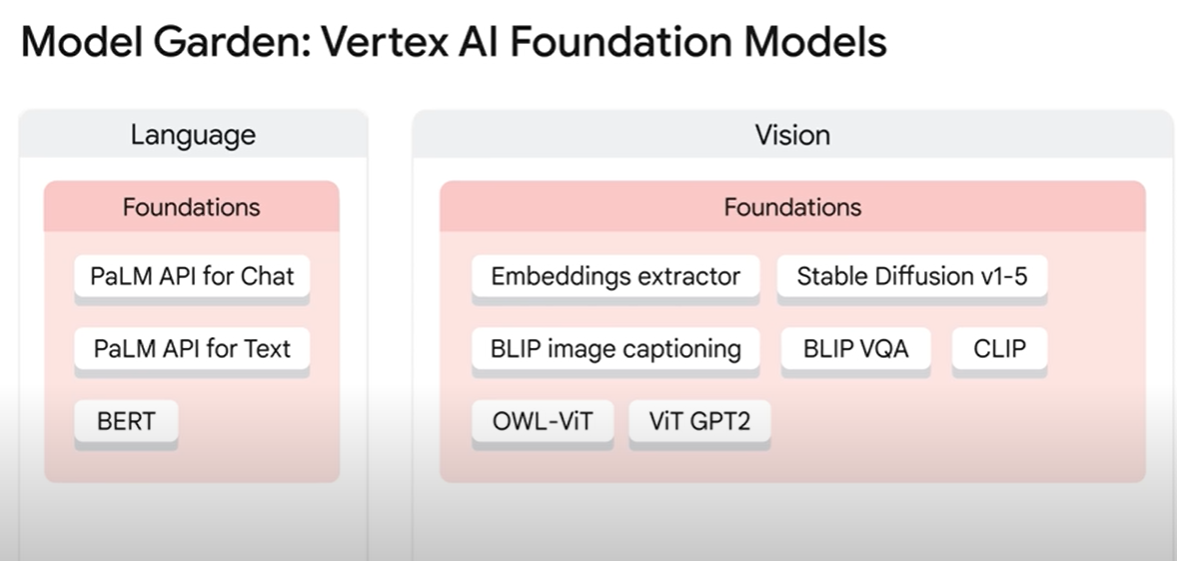 Model Garden: Vertex AI Foundation Models
Language
Foundations
PaLM API for Chat
PaLM API for Text
BERT
Vision
Foundations
Embeddings extractor
Stable Diffusion v1-5
BLIP image captioning
BLIP VQA
CLIP
OWL-ViT
ViT GPT2